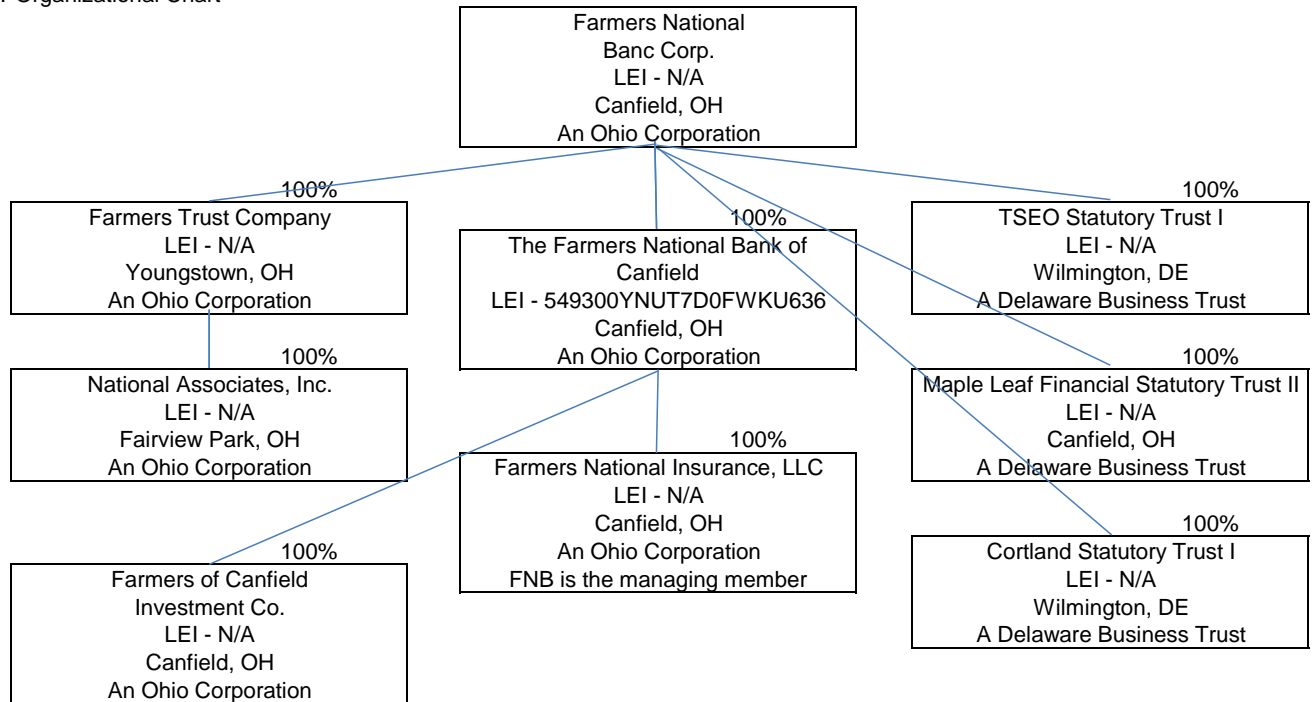 Organizational Chart
Farmers National
Banc Corp.
LEI - N/A
Canfield, OH
An Ohio Corporation
100%
Farmers Trust Company
LEI - N/A
Youngstown, OH
An Ohio Corporation
100%
The Farmers National Bank of
Canfield
LEI - 549300YNUT7D0FWKU636
Canfield, OH
An Ohio Corporation
100%
TSEO Statutory Trust I
LEI - N/A
Wilmington, DE
A Delaware Business Trust
100%
National Associates, Inc.
LEI - N/A
Fairview Park, OH
An Ohio Corporation
100%
Maple Leaf Financial Statutory Trust II
LEI - N/A
Canfield, OH
A Delaware Business Trust
100%
Farmers National Insurance, LLC
LEI - N/A
Canfield, OH
An Ohio Corporation
FNB is the managing member
100%
Cortland Statutory Trust I
LEI - N/A
Wilmington, DE
A Delaware Business Trust
100%
Farmers of Canfield
Investment Co.
LEI - N/A
Canfield, OH
An Ohio Corporation